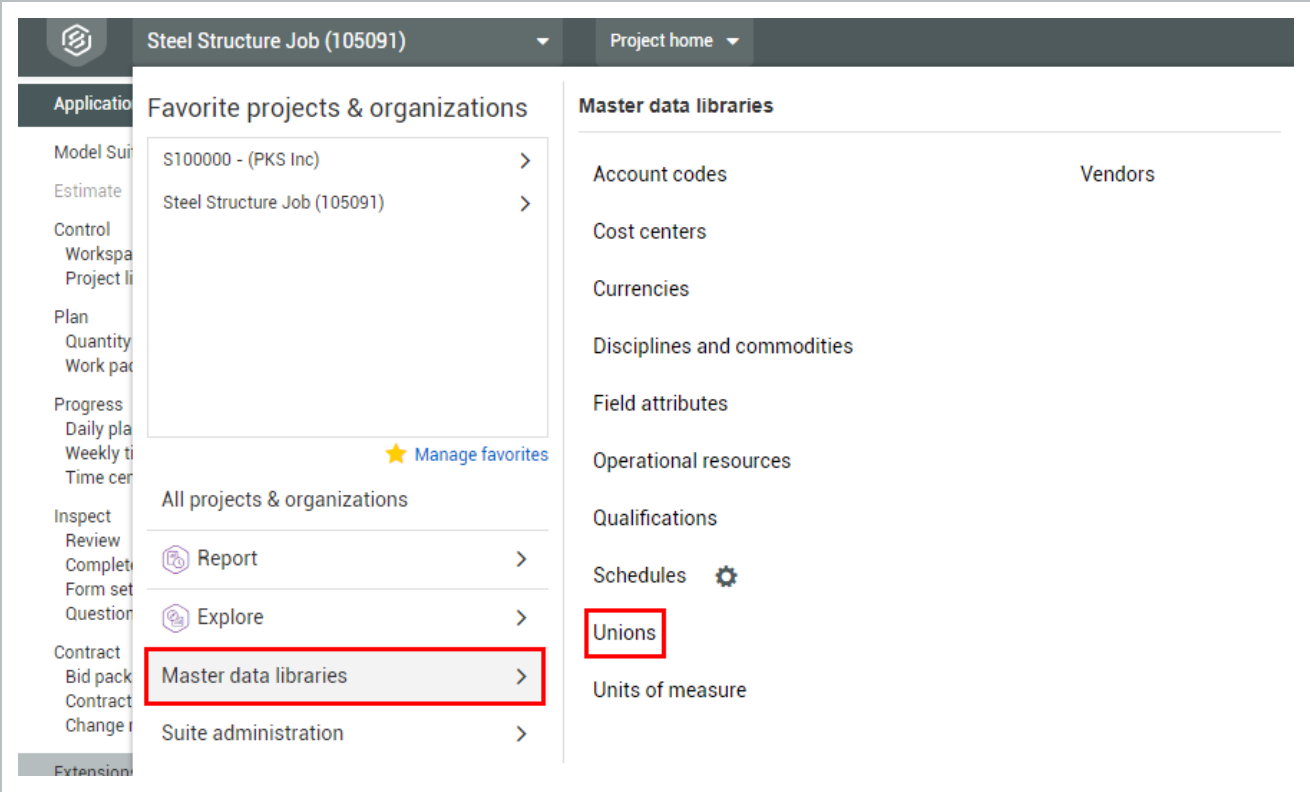 Steel Structure Job (105091)
Project home
Applicatio
Model Sui
Estimate
Control
Workspa
Project li
Plan
Quantity
Work pac
Progress
Daily pla
Weekly ti
Time cen
Inspect
Review
Complete
Form set
Question
Contract
Bid pack
Contract
Change r
Extensions
Favorite projects & organizations
S100000 - (PKS Inc)
Steel Structure Job (105091)
Manage favorites
All projects & organizations
Report
Explore
Master data libraries
Suite administration
Master data libraries
Account codes
Cost centers
Currencies
Disciplines and commodities
Field attributes
Operational resources
Qualifications
Schedules
Unions
Units of measure
Vendors